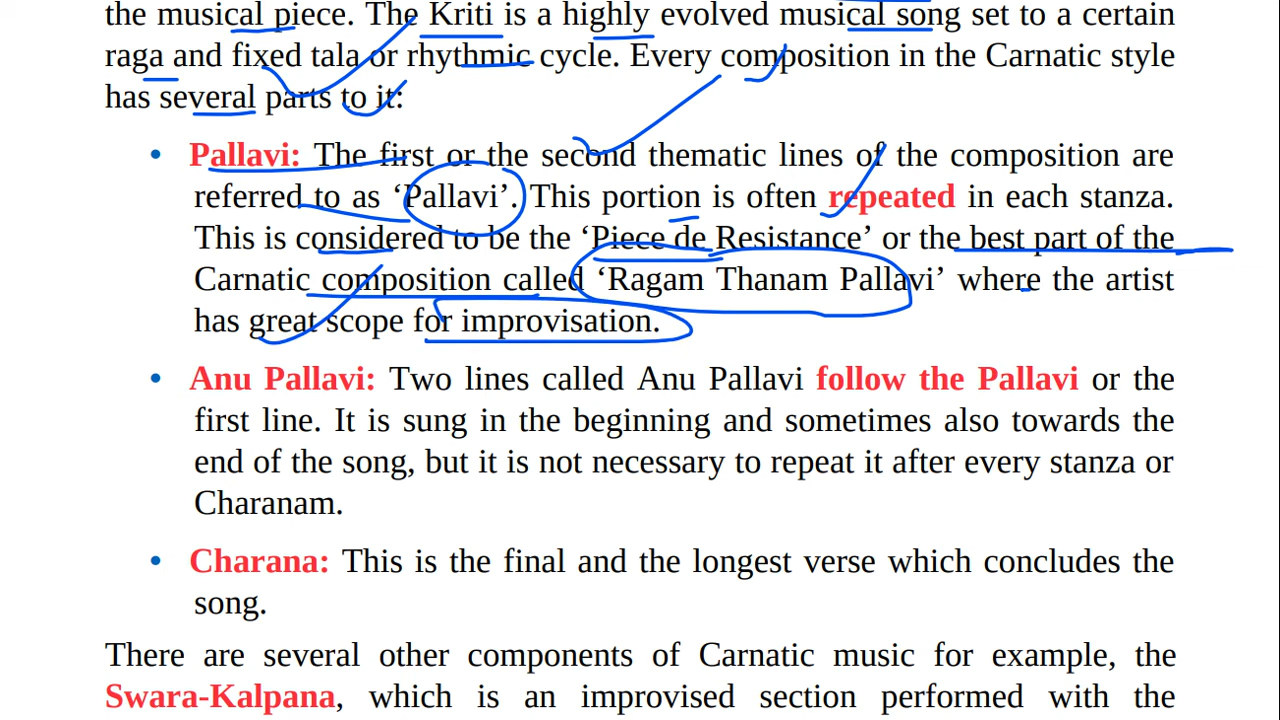 the musical piece. The Kriti is a highly evolved musical song set to a certain
raga and fixed tala or rhythmic cycle. Every composition in the Carnatic style
has several parts to it:
• Pallavi: The first or the second thematic lines of the composition are
referred to as ‘Pallavi’. This portion is often repeated in each stanza.
This is considered to be the ‘Piece de Resistance’ or the best part of the
Carnatic composition called ‘Ragam Thanam Pallavi’ where the artist
has great scope for improvisation.
• Anu Pallavi: Two lines called Anu Pallavi follow the Pallavi or the
first line. It is sung in the beginning and sometimes also towards the
end of the song, but it is not necessary to repeat it after every stanza or
Charanam.
• Charana: This is the final and the longest verse which concludes the
song.
There are several other components of Carnatic music for example, the
Swara-Kalpana, which is an improvised section performed with the